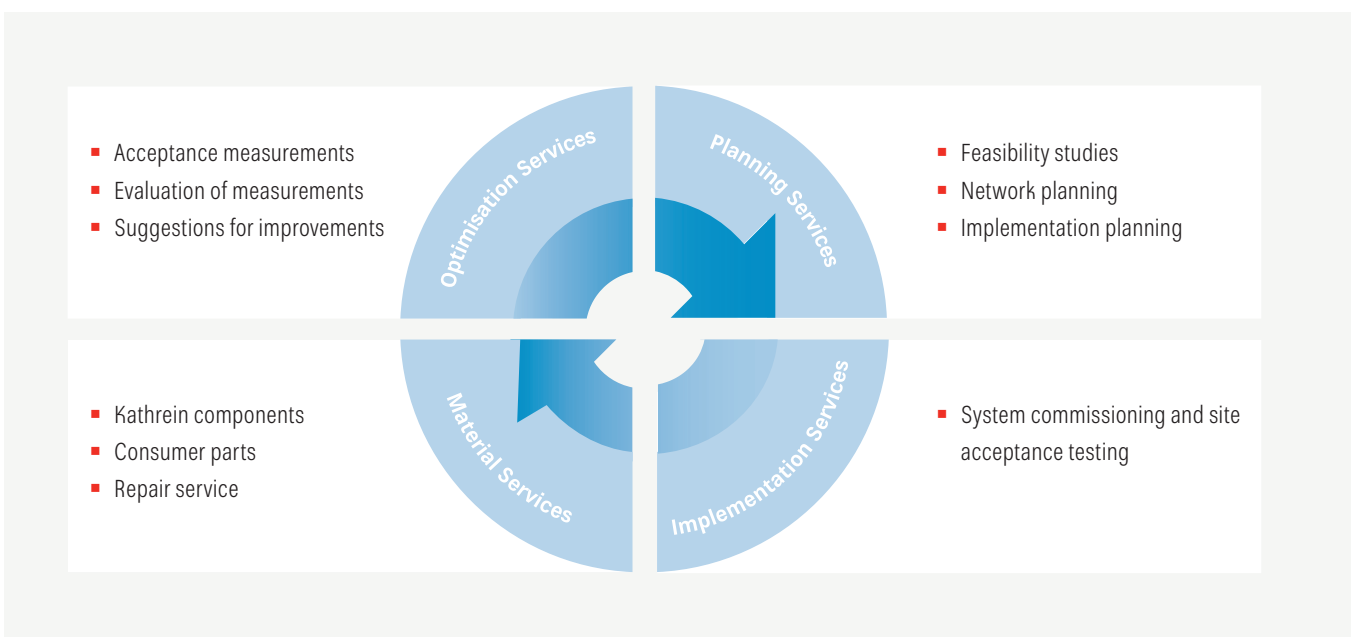 Acceptance measurements
Evaluation of measurements
Suggestions for improvements
Optimisation Services
Planning Services
Feasibility studies
Network planning
Implementation planning
Kathrein components
Consumer parts
Repair service
Material Services
Implementation Services
System commissioning and site
acceptance testing